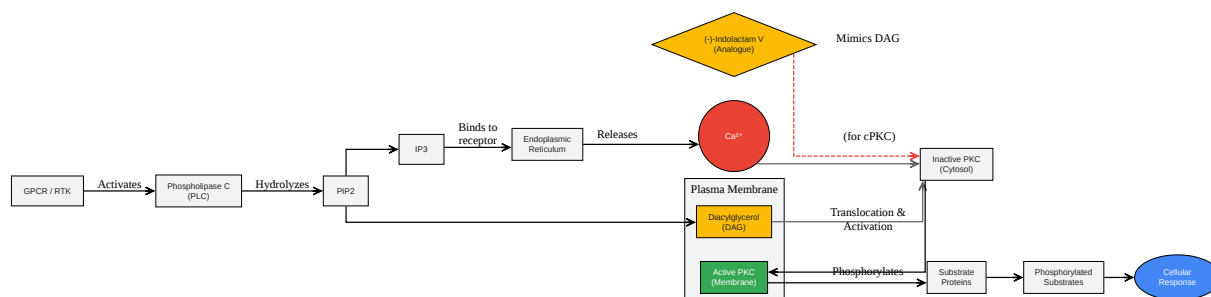 (-)-Indolactam V
(Analogue)
Mimics DAG
Binds to
receptor
Releases
Ca²⁺
(for cPKC)
IP3
Endoplasmic
Reticulum
Inactive PKC
(Cytosol)
GPCR / RTK
Activates
Phospholipase C
(PLC)
Hydrolyzes
PIP2
Plasma Membrane
Diacylglycerol
(DAG)
Translocation &
Activation
Active PKC
(Membrane)
Phosphorylates
Substrate
Proteins
Phosphorylated
Substrates
Cellular
Response